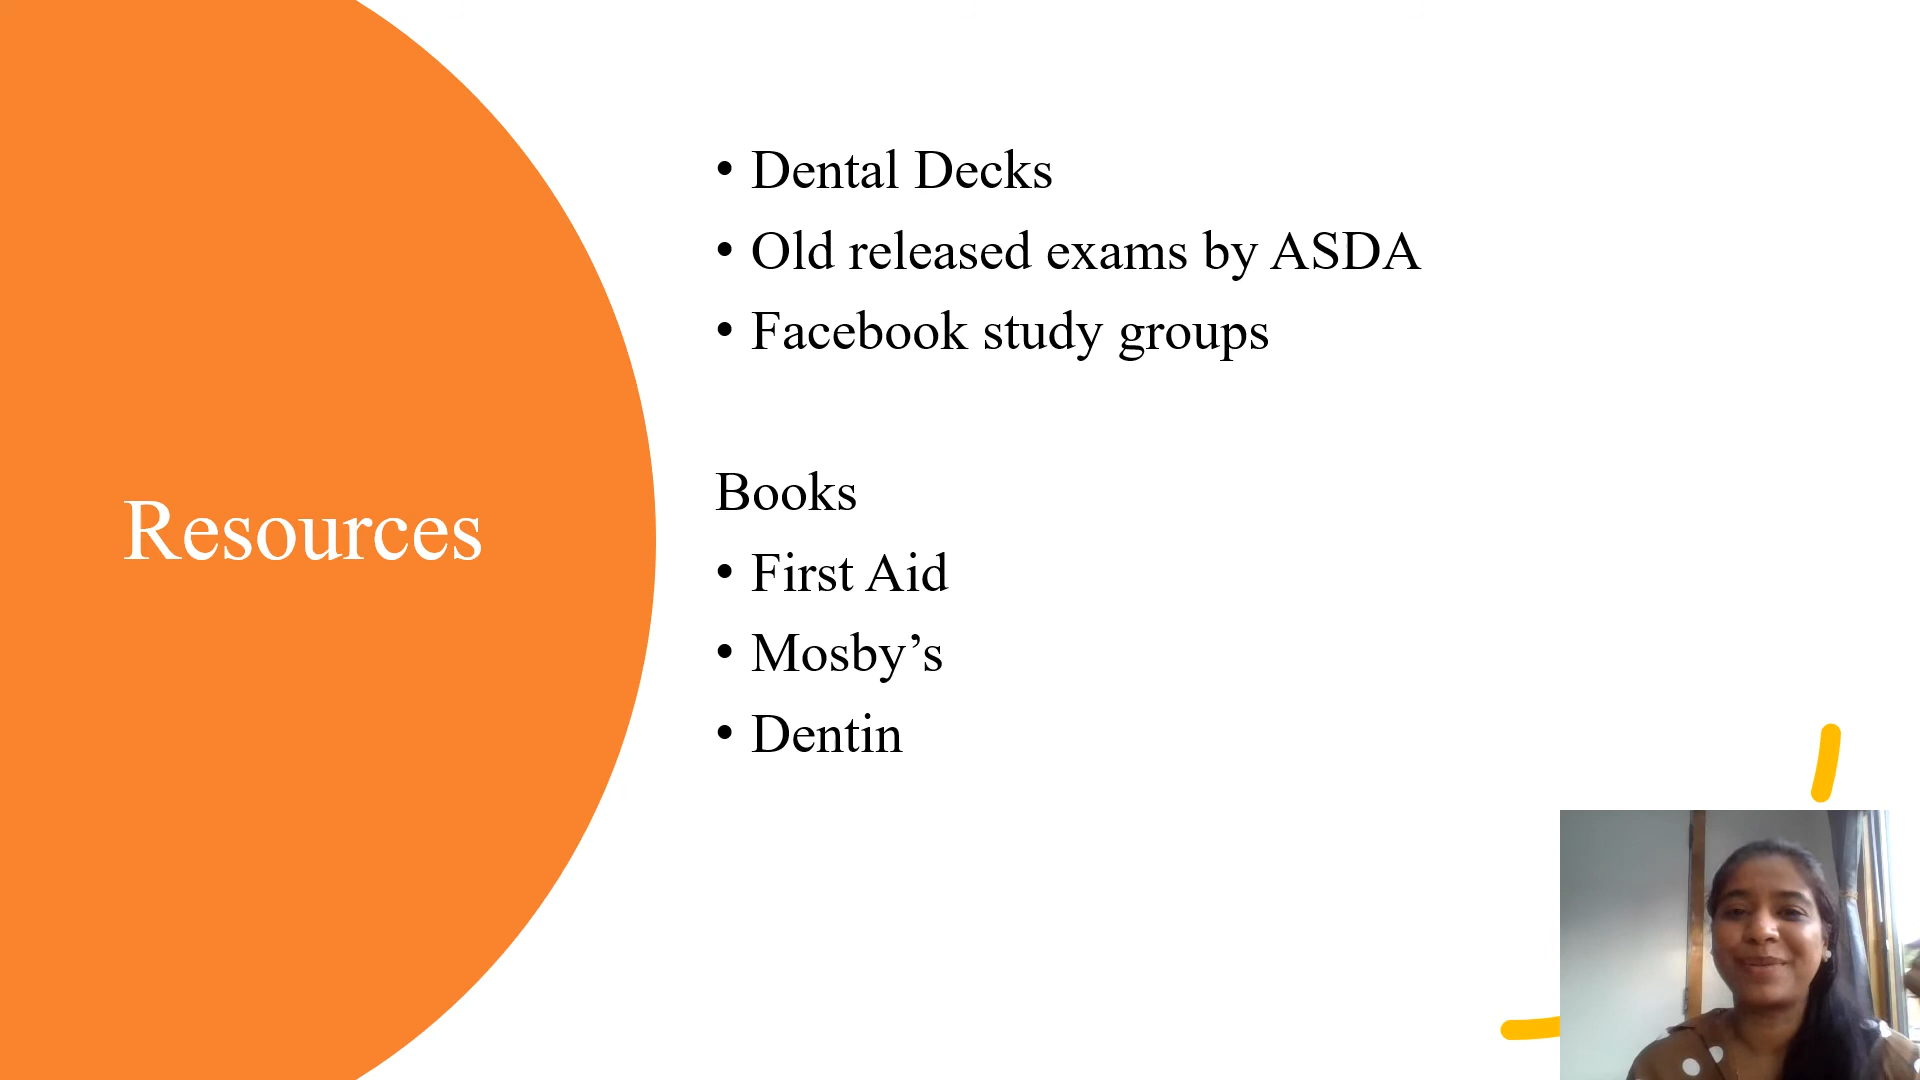 Resources
• Dental Decks
• Old released exams by ASDA
• Facebook study groups
Books
• First Aid
• Mosby’s
• Dentin